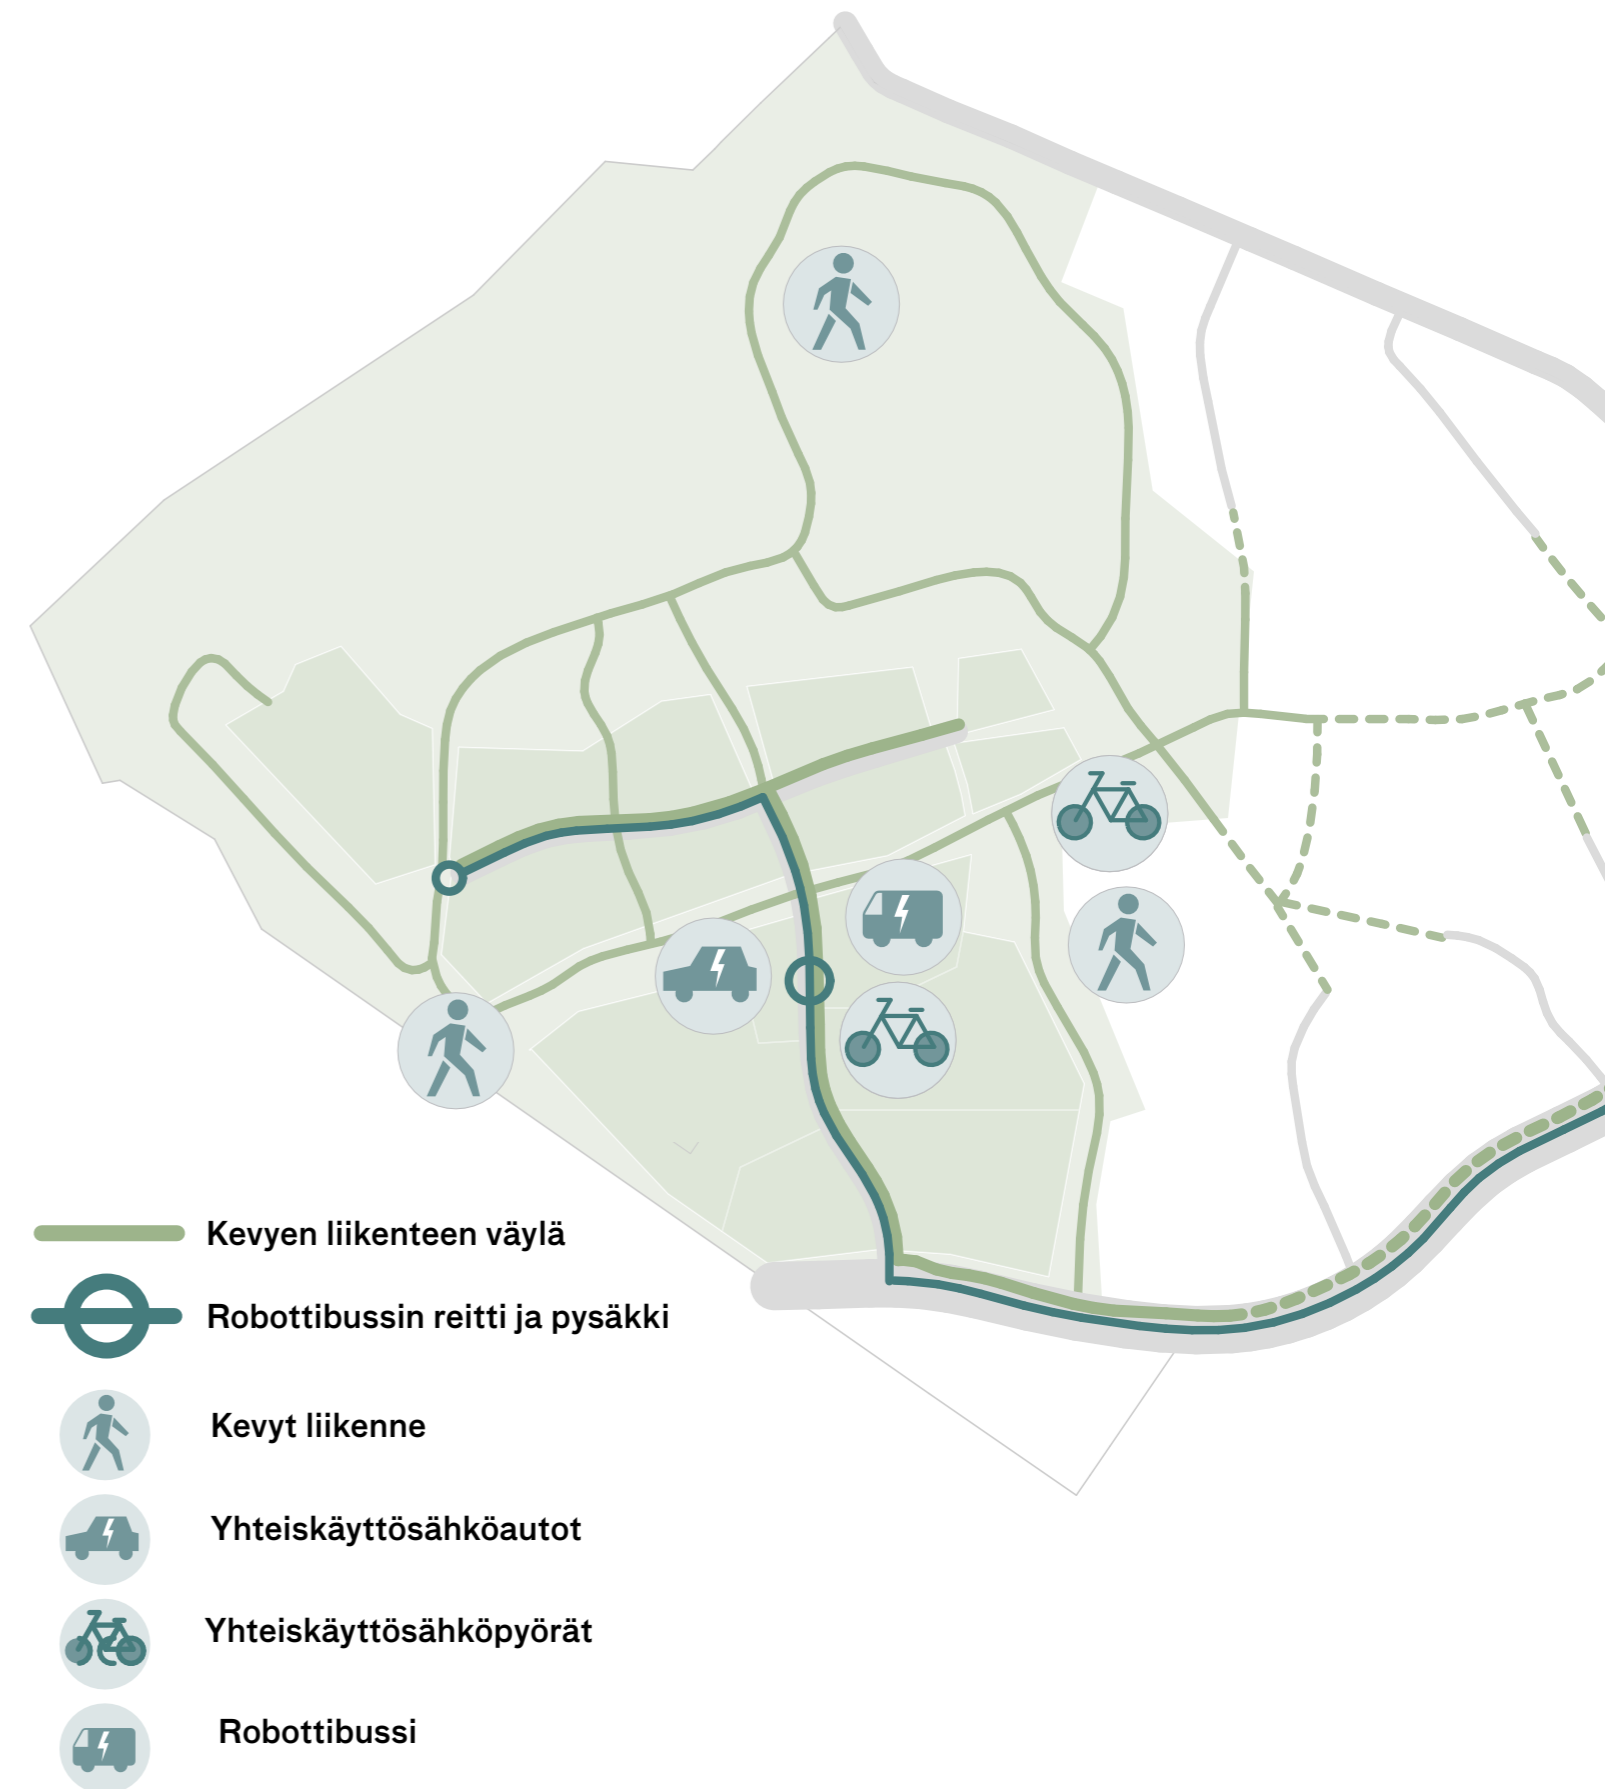 Kevyen liikenteen väylä
Robottibussin reitti ja pysäkki
Kevyt liikenne
Yhteiskäyttösähköautot
Yhteiskäyttösähköpyörät
Robottibussi